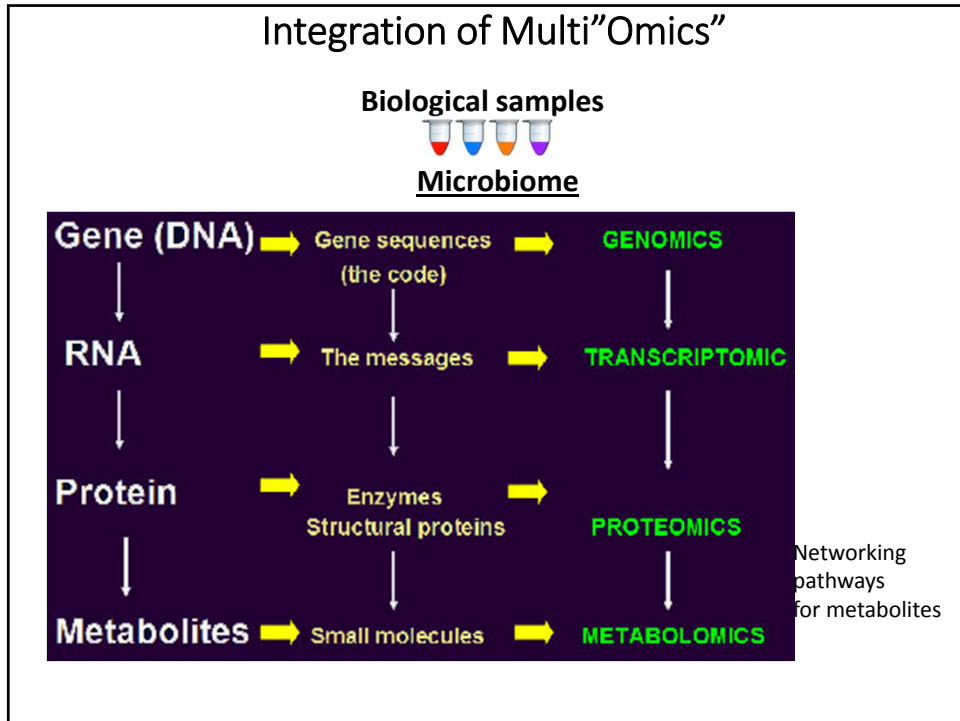 Integration of Multi”Omics”
Biological samples
Microbiome
Gene (DNA) Gene sequences GENOMICS
(the code)
RNA The messages TRANSCRIPTOMIC
Protein Enzymes
Structural proteins PROTEOMICS
Networking
pathways
for metabolites
Metabolites Small molecules METABOLOMICS